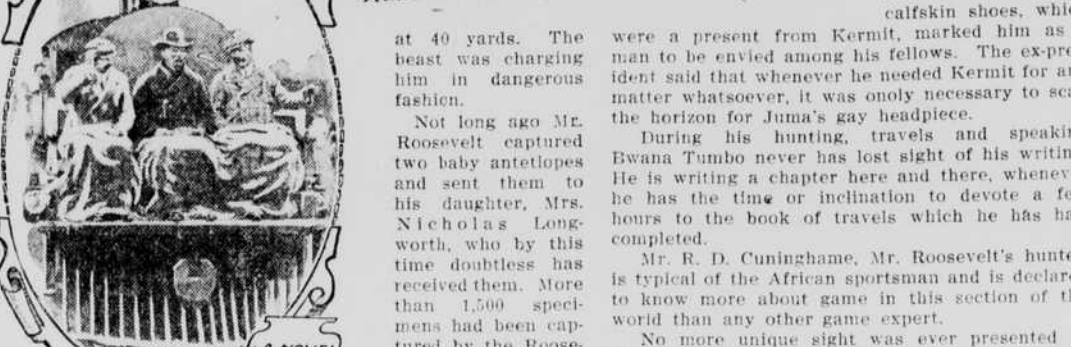 at 40 yards. The
beast was charging
him in dangerous
fashion.
Not long ago Mr.
Roosevelt captured
two baby antetlopes
and sent them to
his daughter, Mrs.
Nicholas Long-
worth, who by this
time doubtless has
received them. More
than 1,500 speci-
mens had been cap-
tured by the Roose-
calfskin shoes, whic
were a present from Kermit, marked him as
man to be envied among his fellows. The ex-pre
ident said that whenever he needed Kermit for an
matter whatsoever, it was onoly necessary to sca
the horizon for Juma's gay headpiece.
During his hunting, travels and speakin
Bwana Tumbo never has lost sight of his writin
He is writing a chapter here and there, wheneve
he has the time or inclination to devote a fe
hours to the book of travels which he has ha
completed.
Mr. R. D. Cuninghame, Mr. Roosevelt's hunte
is typical of the African sportsman and is declare
to know more about game in this section of th
world than any other game expert.
No more unique sight was ever presented